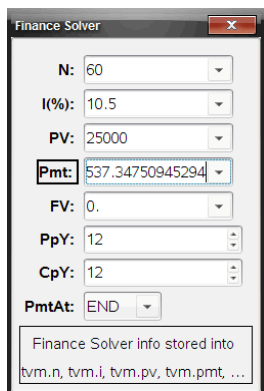 Finance Solver x
N: 60
I(%): 10.5
PV: 25000
Pmt: 537.34750945294
FV: 0.
PpY: 12
CpY: 12
PmtAt: END
Finance Solver info stored into
tvm.n, tvm.i, tvm.pv, tvm.pmt, ...